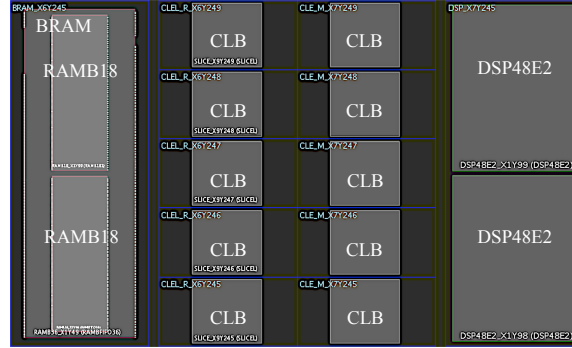 BRAM_X6Y245
BRAM
RAMB18
RAMB18
RAMB36_X1Y49 (RAMBFIFO36)
CLEL_R_X6Y249
CLB
SLICE_X9Y249 (SLICEL)
CLEL_R_X6Y248
CLB
SLICE_X9Y248 (SLICEL)
CLEL_R_X6Y247
CLB
SLICE_X9Y247 (SLICEL)
CLEL_R_X6Y246
CLB
SLICE_X9Y246 (SLICEL)
CLEL_R_X6Y245
CLB
SLICE_X9Y245 (SLICEL)
CLE_M_X7Y249
CLB
CLE_M_X7Y248
CLB
CLE_M_X7Y247
CLB
CLE_M_X7Y246
CLB
CLE_M_X7Y245
CLB
DSP_X7Y245
DSP48E2
DSP48E2_X1Y99 (DSP48E2)
DSP48E2
DSP48E2_X1Y98 (DSP48E2)